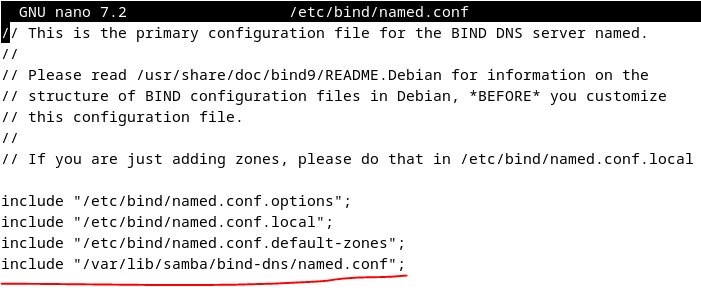 GNU nano 7.2 /etc/bind/named.conf
// This is the primary configuration file for the BIND DNS server named.
//
// Please read /usr/share/doc/bind9/README.Debian for information on the
// structure of BIND configuration files in Debian, *BEFORE* you customize
// this configuration file.
//
// If you are just adding zones, please do that in /etc/bind/named.conf.local
include "/etc/bind/named.conf.options";
include "/etc/bind/named.conf.local";
include "/etc/bind/named.conf.default-zones";
include "/var/lib/samba/bind-dns/named.conf";